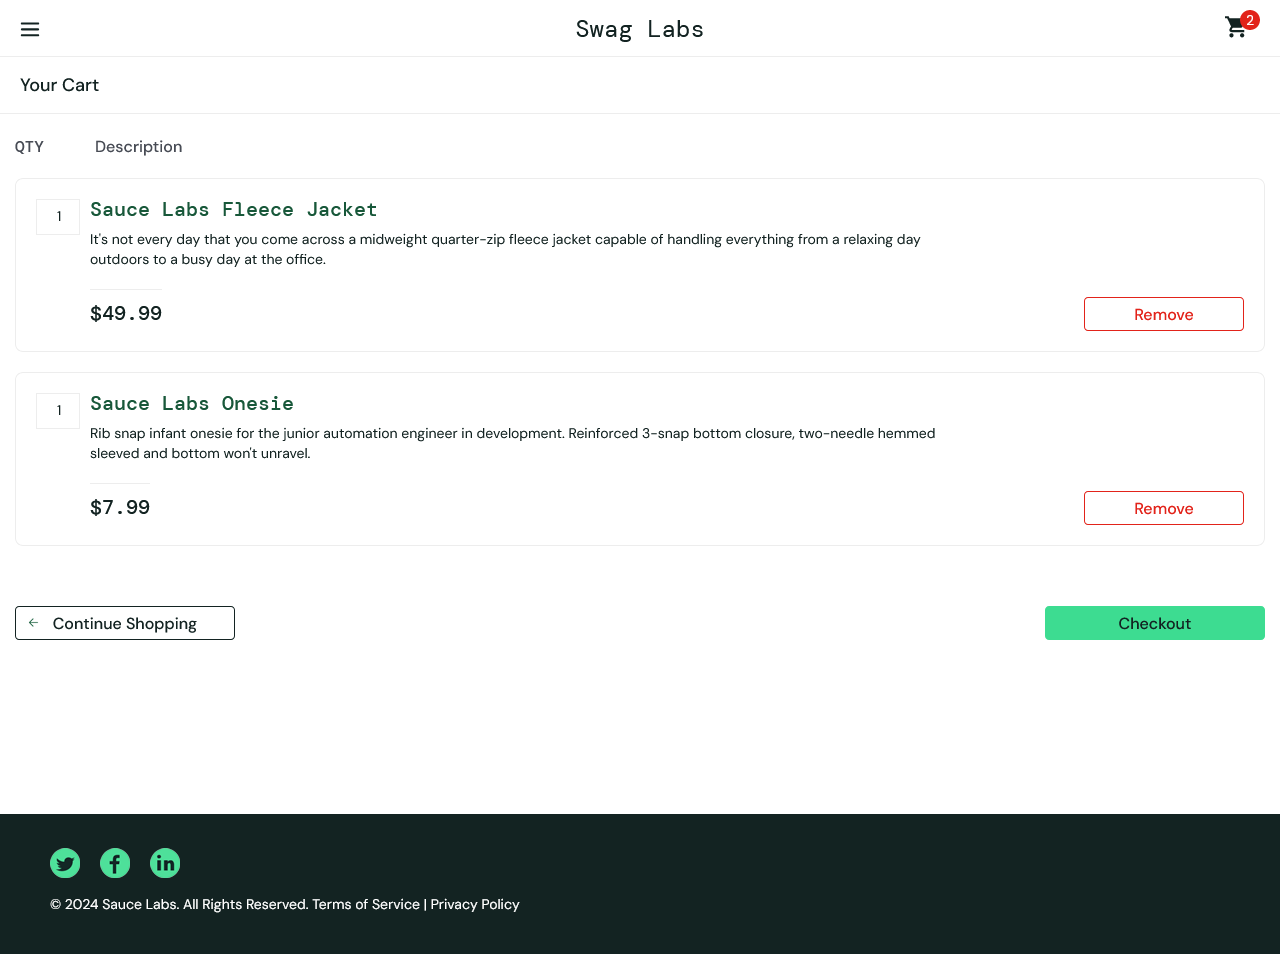 Swag Labs
2
Your Cart
QTY Description
1
Sauce Labs Fleece Jacket
It's not every day that you come across a midweight quarter-zip fleece jacket capable of handling everything from a relaxing day
outdoors to a busy day at the office.
$49.99
Remove
1
Sauce Labs Onesie
Rib snap infant onesie for the junior automation engineer in development. Reinforced 3-snap bottom closure, two-needle hemmed
sleeved and bottom won't unravel.
$7.99
Remove
Continue Shopping
Checkout
© 2024 Sauce Labs. All Rights Reserved. Terms of Service | Privacy Policy